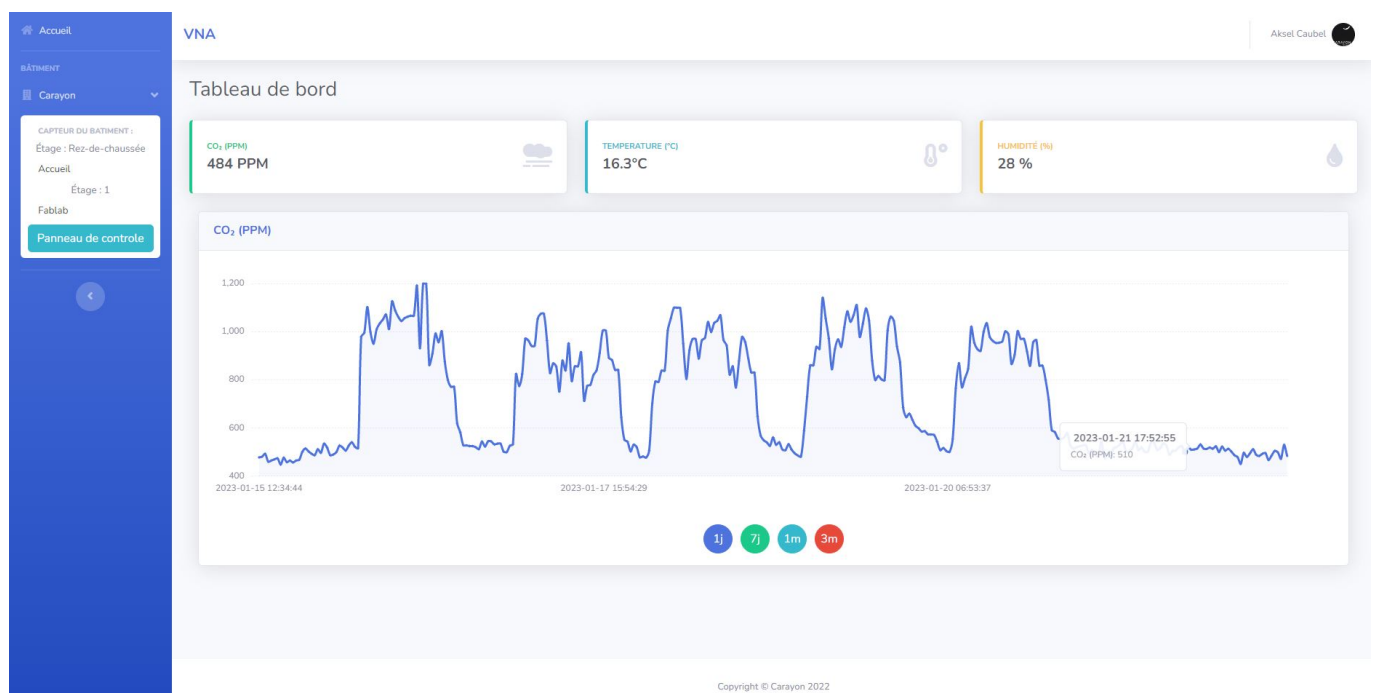 Accueil
BÂTIMENT
Carayon
CAPTEUR DU BATIMENT :
Étage : Rez-de-chaussée
Accueil
Étage : 1
Fablab
Panneau de controle
VNA
Aksel Caubel
Tableau de bord
CO₂ (PPM)
484 PPM
TEMPERATURE (°C)
16.3°C
HUMIDITÉ (%)
28 %
CO₂ (PPM)
1,200
1,000
800
600
400
2023-01-15 12:34:44
2023-01-17 15:54:29
2023-01-20 06:53:37
2023-01-21 17:52:55
CO₂ (PPM): 510
1j
7j
1m
3m
Copyright © Carayon 2022